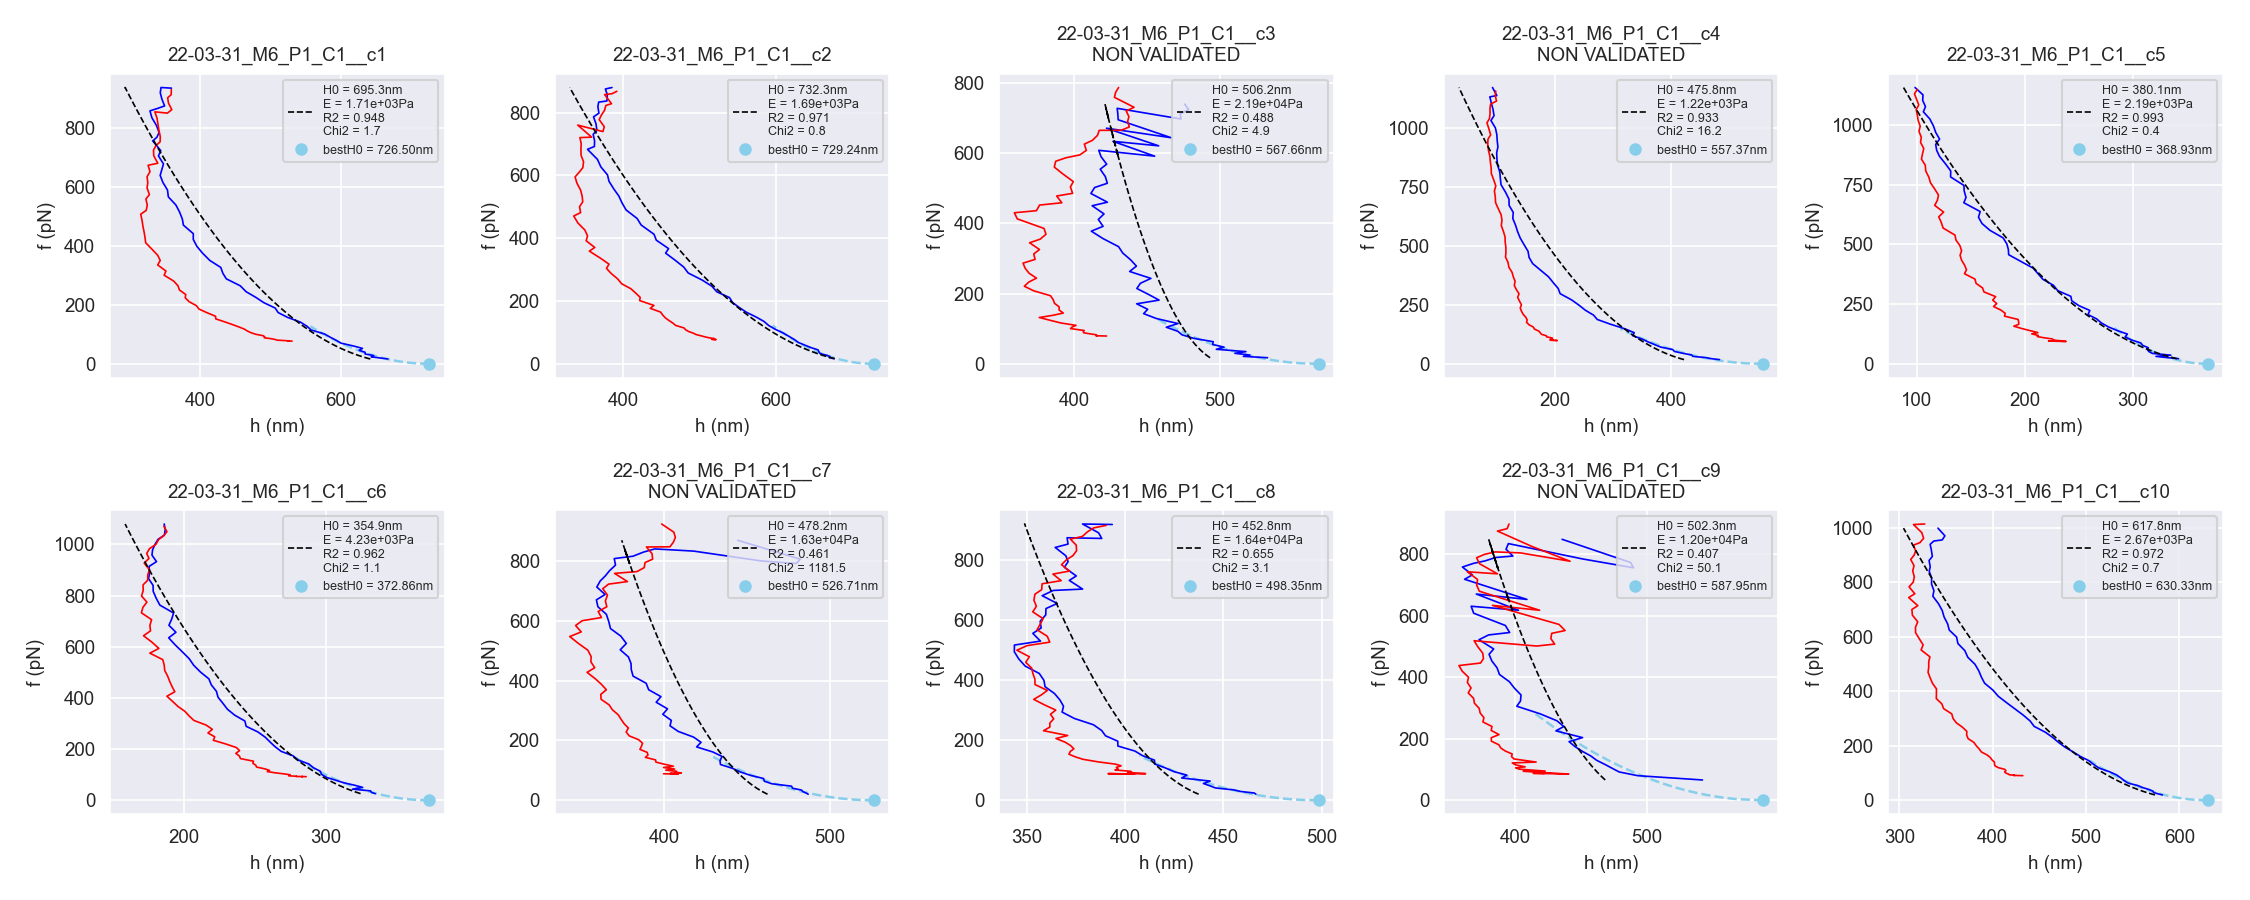 22-03-31_M6_P1_C1__c1
H0 = 695.3nm
E = 1.71e+03Pa
R2 = 0.948
Chi2 = 1.7
bestH0 = 726.50nm
800
600
400
200
0
f (pN)
400
600
h (nm)
22-03-31_M6_P1_C1__c2
H0 = 732.3nm
E = 1.69e+03Pa
R2 = 0.971
Chi2 = 0.8
bestH0 = 729.24nm
800
600
400
200
0
f (pN)
400
600
h (nm)
22-03-31_M6_P1_C1__c3
NON VALIDATED
H0 = 506.2nm
E = 2.19e+04Pa
R2 = 0.488
Chi2 = 4.9
bestH0 = 567.66nm
800
600
400
200
0
f (pN)
400
500
h (nm)
22-03-31_M6_P1_C1__c4
NON VALIDATED
H0 = 475.8nm
E = 1.22e+03Pa
R2 = 0.933
Chi2 = 16.2
bestH0 = 557.37nm
1000
750
500
250
0
f (pN)
200
400
h (nm)
22-03-31_M6_P1_C1__c5
H0 = 380.1nm
E = 2.19e+03Pa
R2 = 0.993
Chi2 = 0.4
bestH0 = 368.93nm
1000
750
500
250
0
f (pN)
100
200
300
h (nm)
22-03-31_M6_P1_C1__c6
H0 = 354.9nm
E = 4.23e+03Pa
R2 = 0.962
Chi2 = 1.1
bestH0 = 372.86nm
1000
800
600
400
200
0
f (pN)
200
300
h (nm)
22-03-31_M6_P1_C1__c7
NON VALIDATED
H0 = 478.2nm
E = 1.63e+04Pa
R2 = 0.461
Chi2 = 1181.5
bestH0 = 526.71nm
800
600
400
200
0
f (pN)
400
500
h (nm)
22-03-31_M6_P1_C1__c8
H0 = 452.8nm
E = 1.64e+04Pa
R2 = 0.655
Chi2 = 3.1
bestH0 = 498.35nm
800
600
400
200
0
f (pN)
350
400
450
500
h (nm)
22-03-31_M6_P1_C1__c9
NON VALIDATED
H0 = 502.3nm
E = 1.20e+04Pa
R2 = 0.407
Chi2 = 50.1
bestH0 = 587.95nm
800
600
400
200
0
f (pN)
400
500
h (nm)
22-03-31_M6_P1_C1__c10
H0 = 617.8nm
E = 2.67e+03Pa
R2 = 0.972
Chi2 = 0.7
bestH0 = 630.33nm
1000
800
600
400
200
0
f (pN)
300
400
500
600
h (nm)